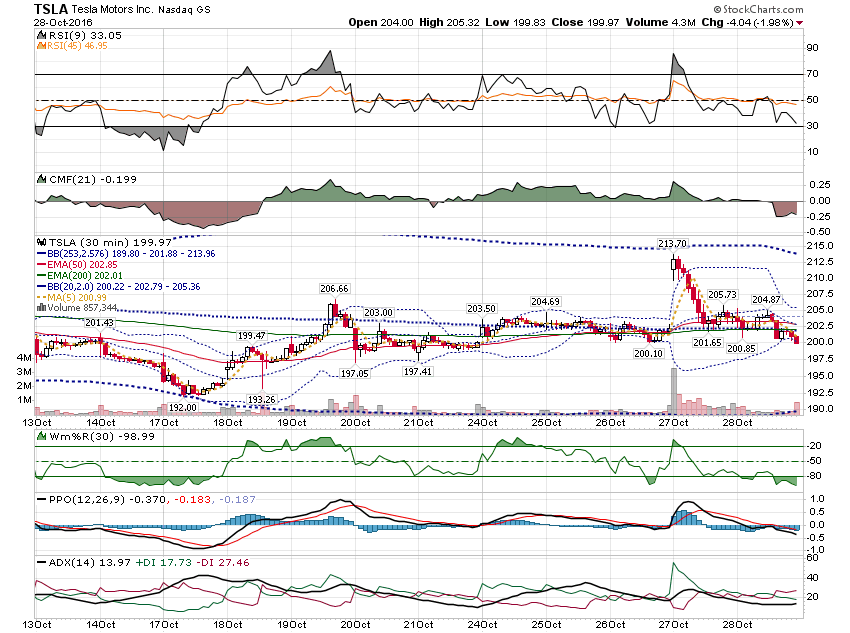 TSLA Tesla Motors Inc. Nasdaq GS © StockCharts.com
28-Oct-2016 Open 204.00 High 205.32 Low 199.83 Close 199.97 Volume 4.3M Chg -4.04 (-1.98%)
RSI(9) 33.05
RSI(45) 46.95
90
70
50
30
10
CMF(21) -0.199
0.25
0.00
-0.25
-0.50
TSLA (30 min) 199.97
BB(253,2.576) 189.80 - 201.88 - 213.96
EMA(50) 202.85
EMA(200) 202.01
BB(20,2.0) 200.22 - 202.79 - 205.36
MA(5) 200.99
Volume 857,344
213.70
206.66
203.00
203.50
204.69
205.73
204.87
201.43
199.47
197.05
197.41
200.10
201.65
200.85
192.00
193.26
215.0
212.5
210.0
207.5
205.0
202.5
200.0
197.5
195.0
192.5
190.0
4M
3M
2M
1M
13Oct 14Oct 17Oct 18Oct 19Oct 20Oct 21Oct 24Oct 25Oct 26Oct 27Oct 28Oct
Wm%R(30) -98.99
-20
-50
-80
PPO(12,26,9) -0.370, -0.183, -0.187
1.0
0.5
0.0
-0.5
-1.0
ADX(14) 13.97 +DI 17.73 -DI 27.46
60
40
20
13Oct 14Oct 17Oct 18Oct 19Oct 20Oct 21Oct 24Oct 25Oct 26Oct 27Oct 28Oct